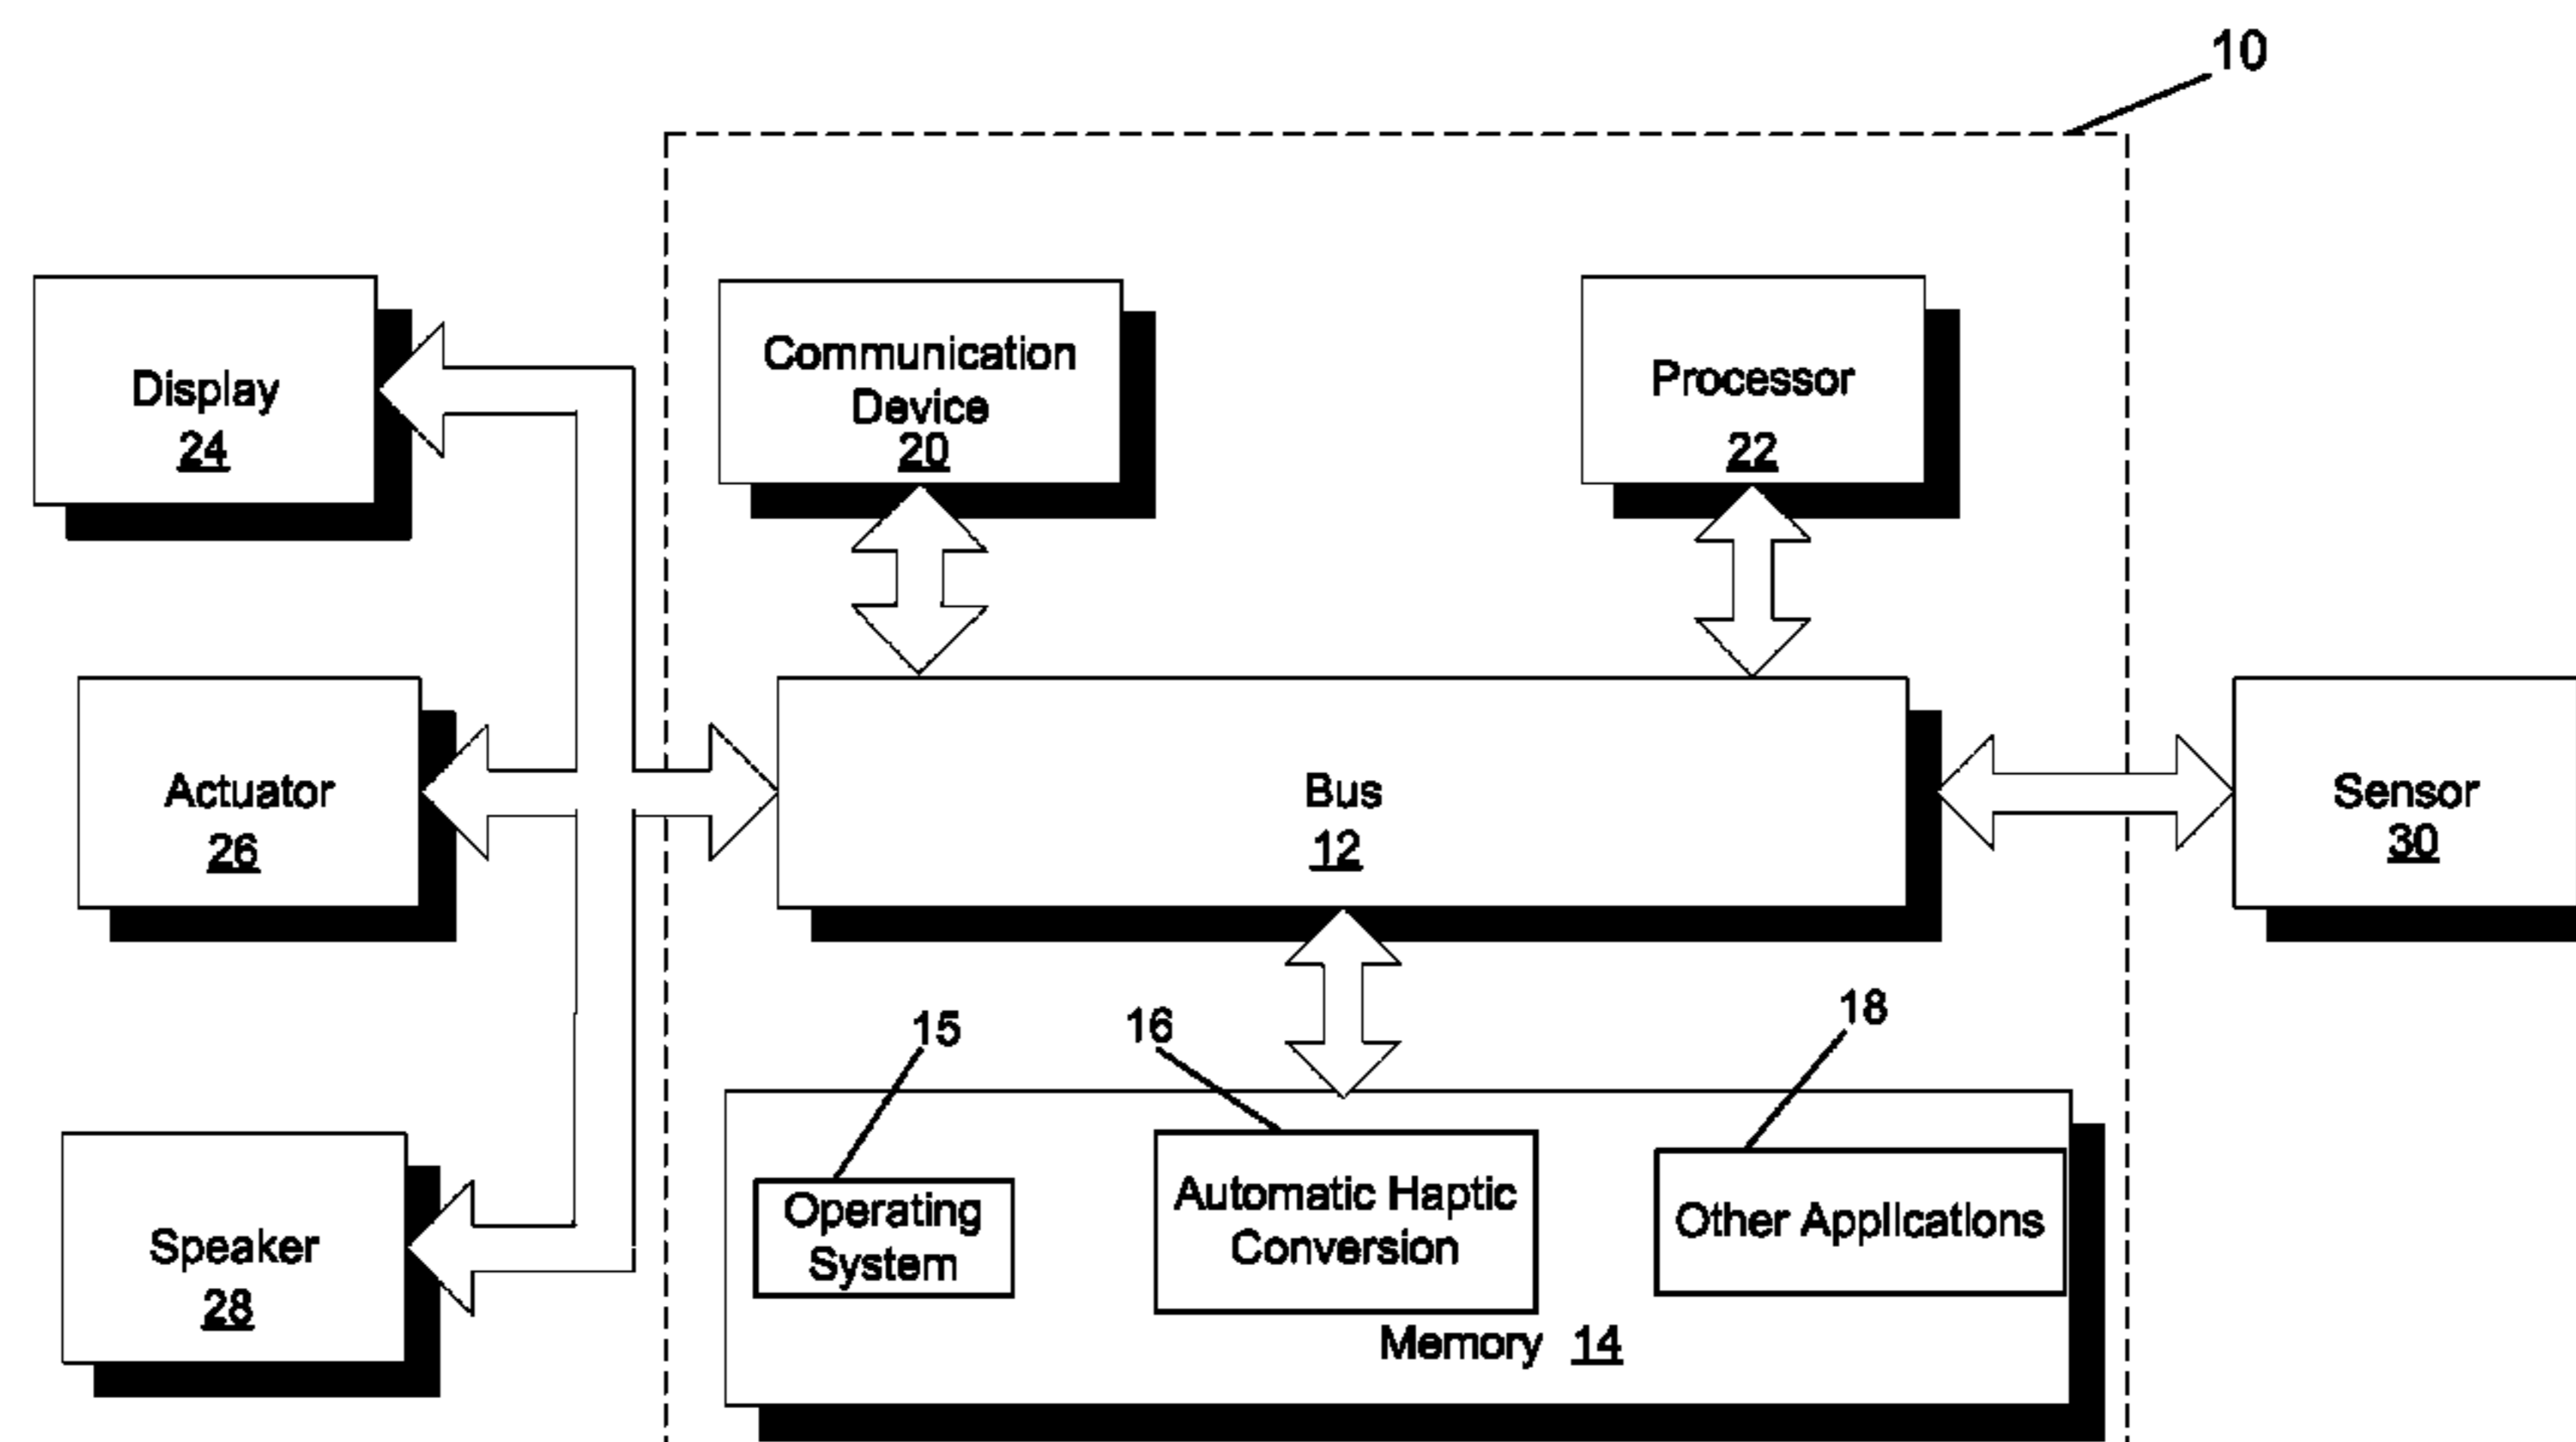 10
Display
24
Communication
Device
20
Processor
22
Actuator
26
Bus
12
Sensor
30
15
16
18
Speaker
28
Operating
System
Automatic Haptic
Conversion
Other Applications
Memory 14